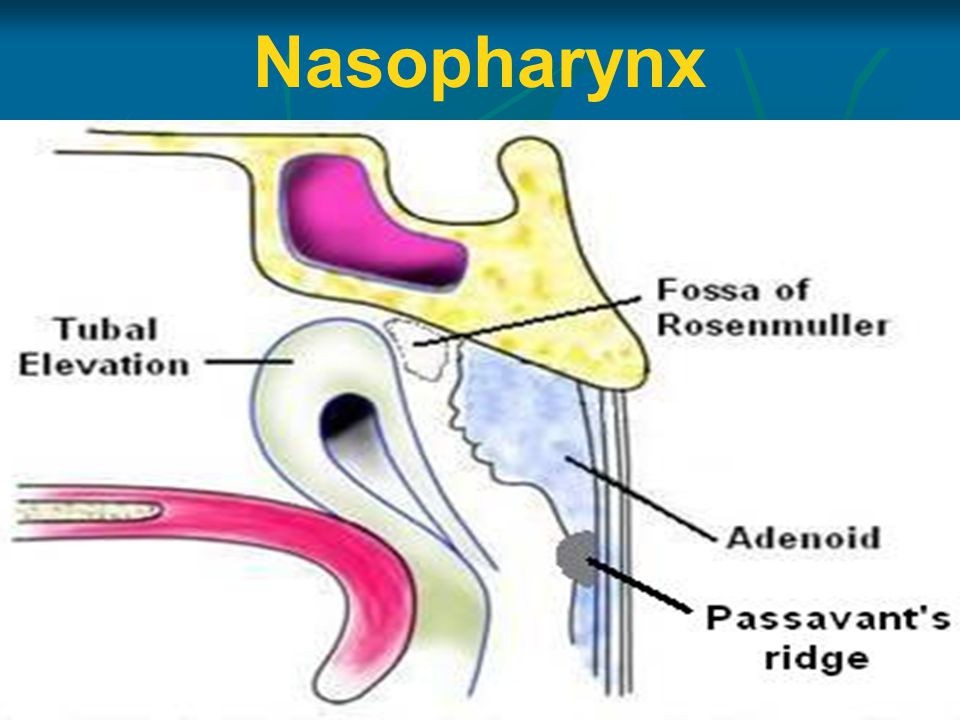 Nasopharynx
Fossa of
Rosenmuller
Tubal
Elevation
Adenoid
Passavant's
ridge